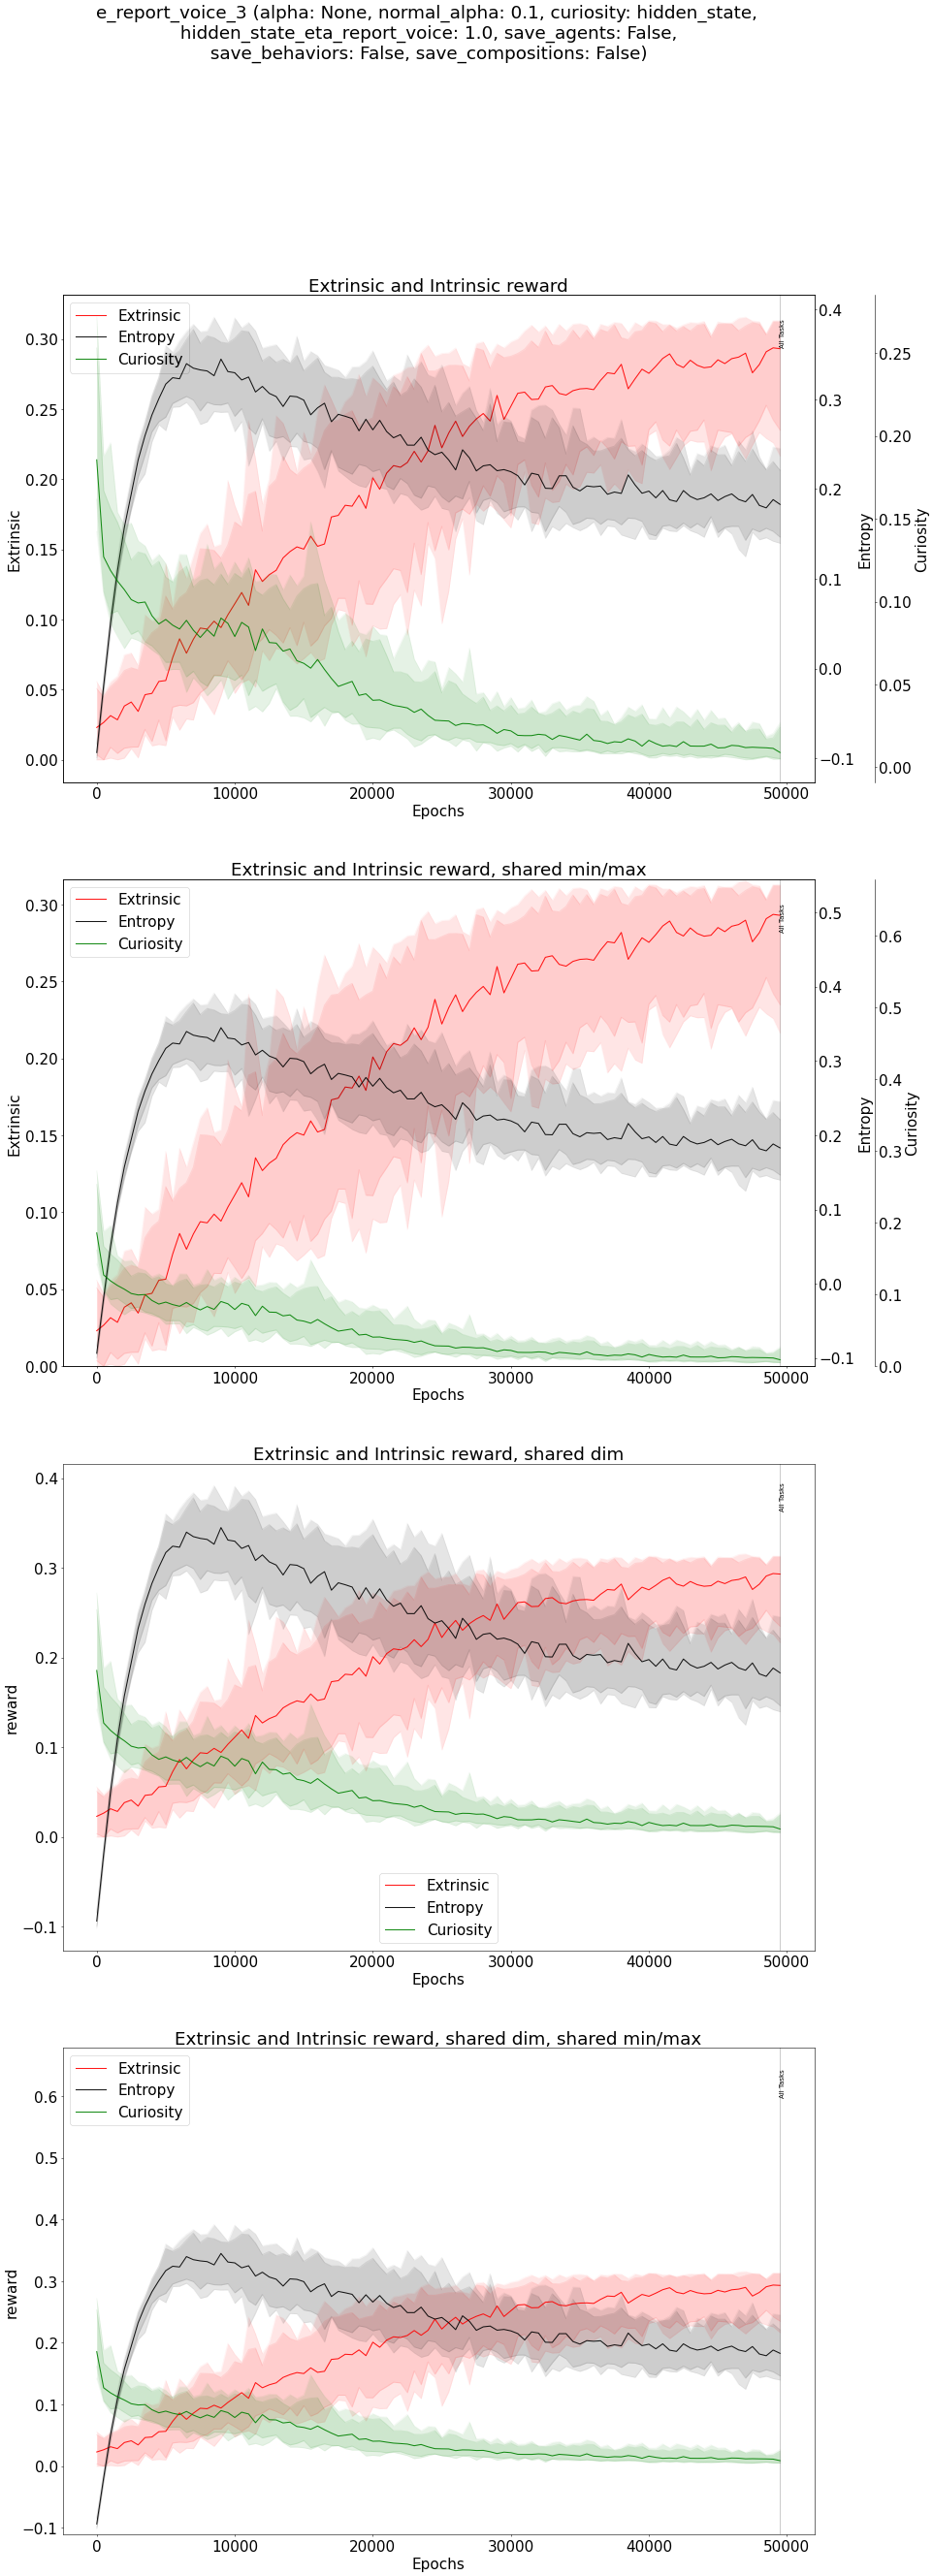 e_report_voice_3 (alpha: None, normal_alpha: 0.1, curiosity: hidden_state,
hidden_state_eta_report_voice: 1.0, save_agents: False,
save_behaviors: False, save_compositions: False)
Extrinsic and Intrinsic reward
Extrinsic
Entropy
Curiosity
All Tasks
0.30
0.25
0.20
0.15
0.10
0.05
0.00
Extrinsic
0.4
0.3
0.2
0.1
0.0
−0.1
Entropy
0.25
0.20
0.15
0.10
0.05
0.00
Curiosity
0 10000 20000 30000 40000 50000
Epochs
Extrinsic and Intrinsic reward, shared min/max
Extrinsic
Entropy
Curiosity
All Tasks
0.30
0.25
0.20
0.15
0.10
0.05
0.00
Extrinsic
0.5
0.4
0.3
0.2
0.1
0.0
−0.1
Entropy
0.6
0.5
0.4
0.3
0.2
0.1
0.0
Curiosity
0 10000 20000 30000 40000 50000
Epochs
Extrinsic and Intrinsic reward, shared dim
All Tasks
0.4
0.3
0.2
0.1
0.0
−0.1
reward
Extrinsic
Entropy
Curiosity
0 10000 20000 30000 40000 50000
Epochs
Extrinsic and Intrinsic reward, shared dim, shared min/max
Extrinsic
Entropy
Curiosity
All Tasks
0.6
0.5
0.4
0.3
0.2
0.1
0.0
−0.1
reward
0 10000 20000 30000 40000 50000
Epochs